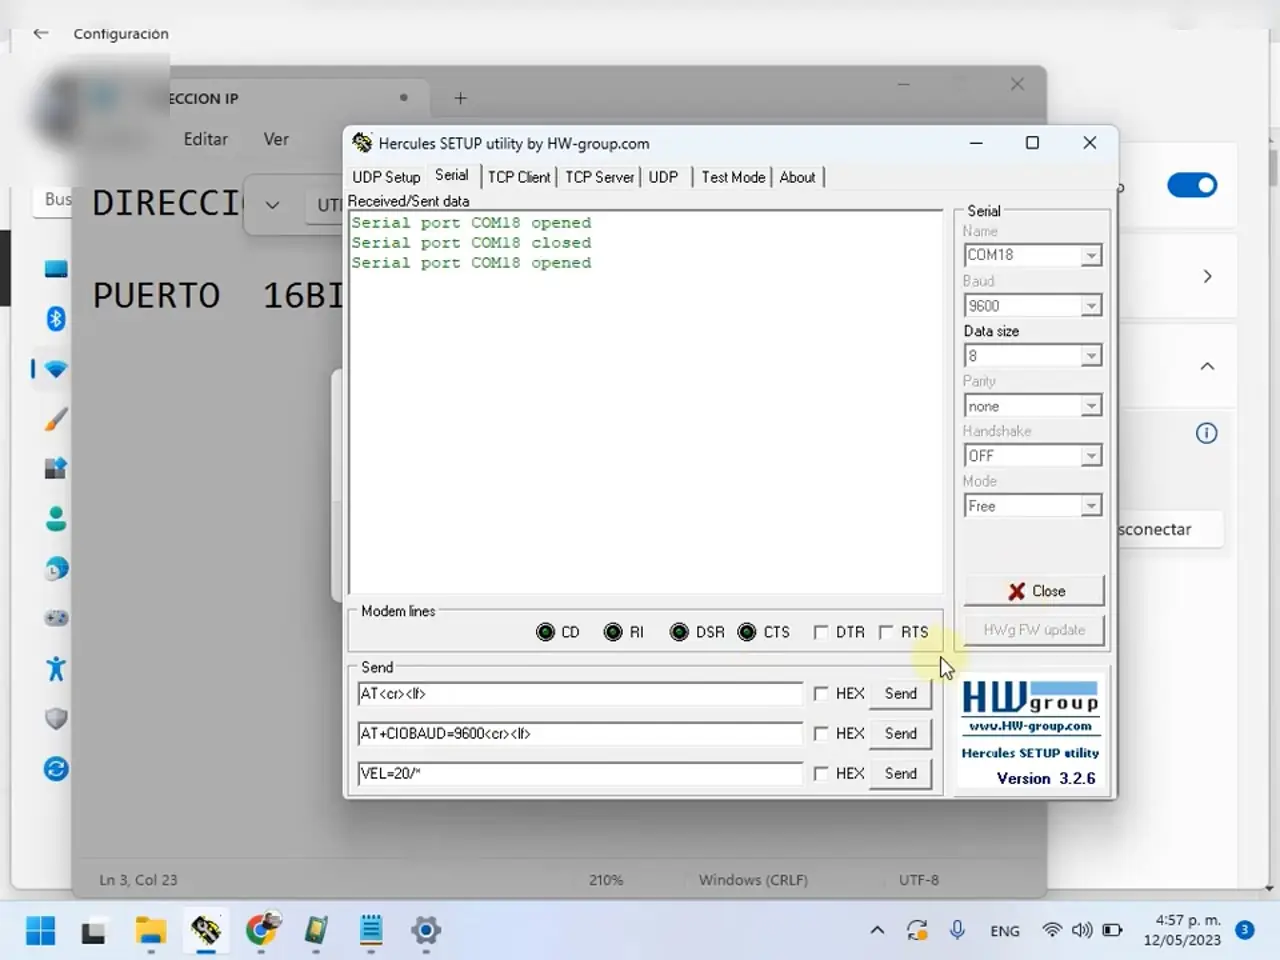 Configuración
ECCION IP
Editar
Ver
Bus
DIRECCI
UT
PUERTO 16BI
sconectar
Hercules SETUP utility by HW-group.com
UDP Setup
Serial
TCP Client
TCP Server
UDP
Test Mode
About
Received/Sent data
Serial port COM18 opened
Serial port COM18 closed
Serial port COM18 opened
Serial
Name
COM18
Baud
9600
Data size
8
Parity
none
Handshake
OFF
Mode
Free
Close
HWg FW update
Modem lines
CD
RI
DSR
CTS
DTR
RTS
Send
AT<cr><lf>
HEX
Send
AT+CIOBAUD=9600<cr><lf>
HEX
Send
VEL=20/*
HEX
Send
HW group
www.HW-group.com
Hercules SETUP utility
Version 3.2.6
Ln 3, Col 23
210%
Windows (CRLF)
UTF-8
ENG
4:57 p. m.
12/05/2023
3